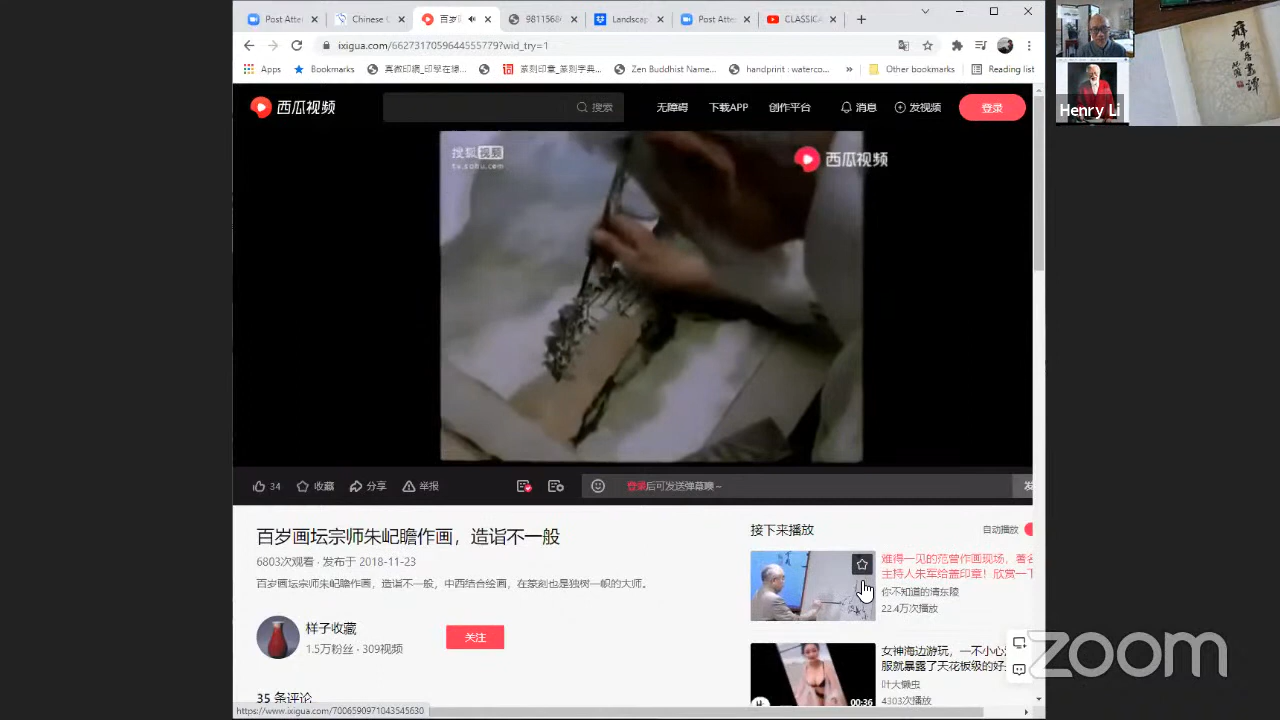 Post Atter
Chinese (
百岁画
981156
Landscap
Post Atter
CLASSICA
ixigua.com/6627317059644555779?wid_try=1
Apps
Bookmarks
Zen Buddhist Name...
handprint : waterco...
»
Other bookmarks
Reading list
西瓜视频
搜索
无障碍
下载APP
创作平台
消息
发视频
登录
搜狐视频
tv.sohu.com
西瓜视频
34
收藏
分享
举报
登录后可发送弹幕噢~
发
百岁画坛宗师朱屺瞻作画，造诣不一般
6803次观看 · 发布于 2018-11-23
百岁画坛宗师朱屺瞻作画，造诣不一般，中西结合绘画，在篆刻也是独树一帜的大师。
样子收藏
1.5万粉丝 · 309视频
关注
35 条评论
接下来播放
自动播放
难得一见的范曾作画现场，著名
主持人朱军给盖印章！欣赏一下
你不知道的清东陵
22.4万次播放
女神海边游玩，一不小心
服就暴露了天花板级的好
叶大懒虫
4303次播放
00:36
https://www.ixigua.com/7016590971043545630
Henry Li
zoom